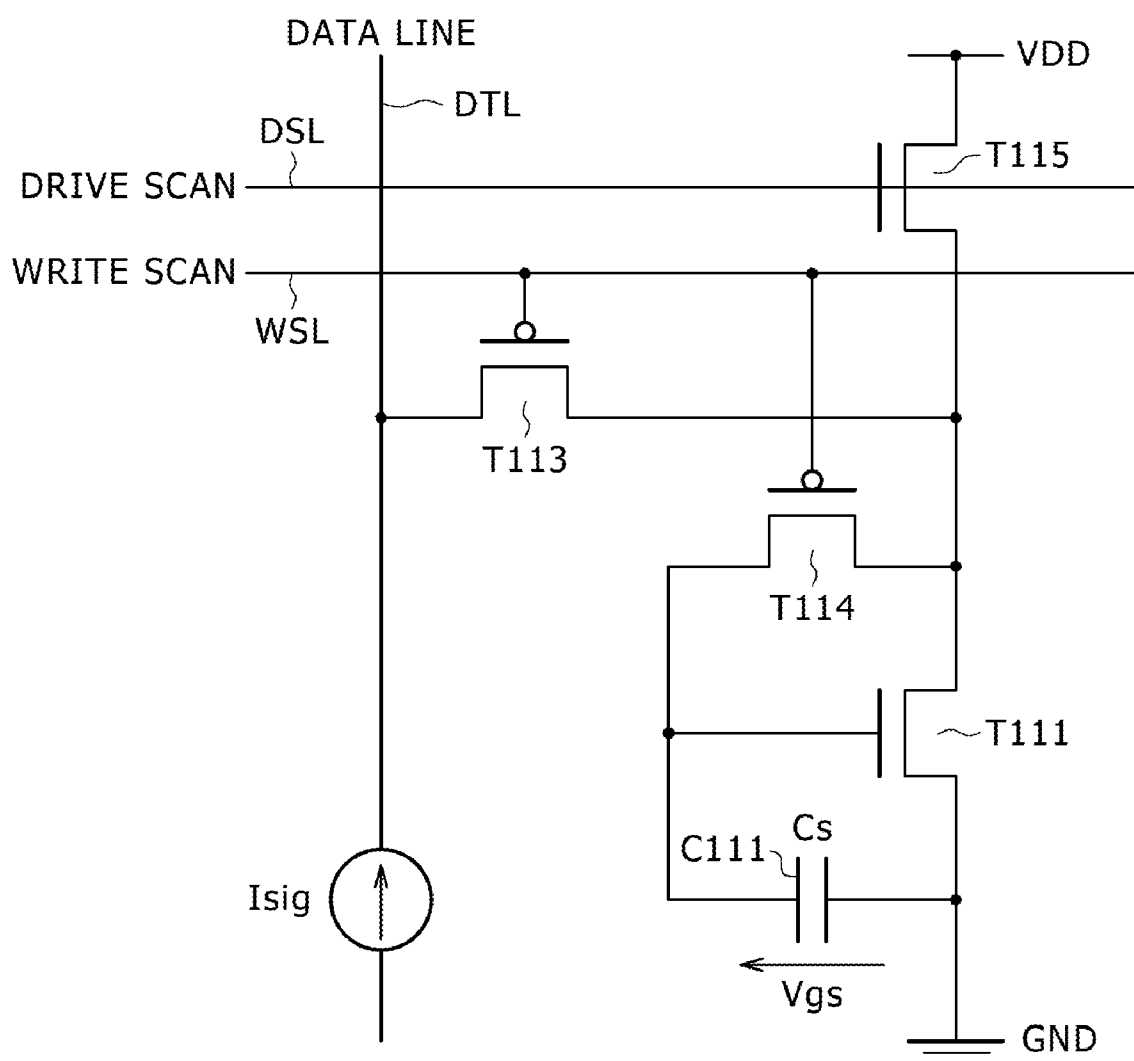 DATA LINE
VDD
DTL
DSL
T115
DRIVE SCAN
WRITE SCAN
WSL
T113
T114
T111
Cs
C111
Isig
Vgs
GND